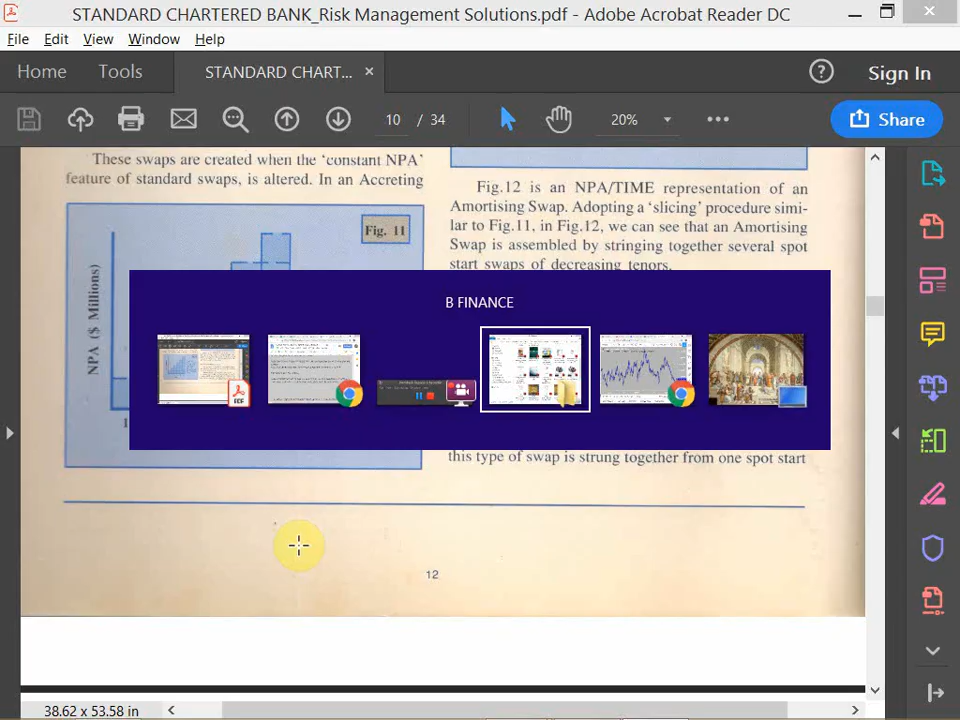 STANDARD CHARTERED BANK_Risk Management Solutions.pdf - Adobe Acrobat Reader DC
File Edit View Window Help
Home Tools STANDARD CHART... × Sign In
10 / 34 20% Share
These swaps are created when the ‘constant NPA’
feature of standard swaps, is altered. In an Accreting
Fig. 11
NPA ($ Millions)
Fig.12 is an NPA/TIME representation of an
Amortising Swap. Adopting a ‘slicing’ procedure simi-
lar to Fig.11, in Fig.12, we can see that an Amortising
Swap is assembled by stringing together several spot
start swaps of decreasing tenors.
B FINANCE
this type of swap is strung together from one spot start
12
38.62 x 53.58 in